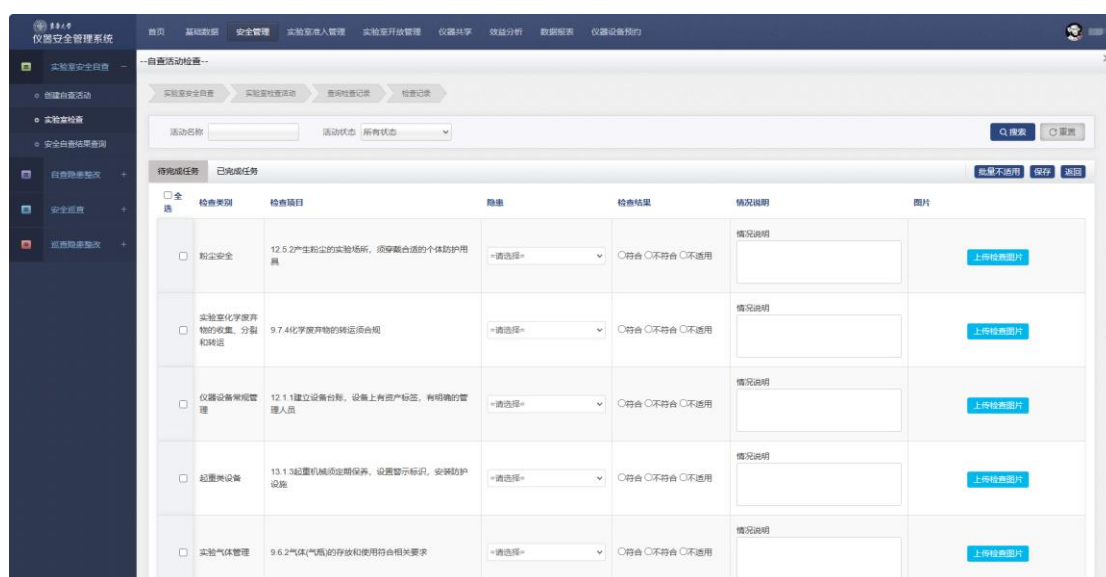 仪器安全管理系统
首页 基础数据 安全管理 实验室准入管理 实验室开放管理 仪器共享 效益分析 数据报表 仪器设备预约
实验室安全自查 -
创建自查活动
实验室检查
安全自查结果查询
自查隐患整改 +
安全巡查 +
巡查隐患整改 +
--自查活动检查--
实验室安全自查 实验室检查活动 查询检查记录 检查记录
活动名称 活动状态 所有状态 搜索 重置
待完成任务 已完成任务 批量不适用 保存 返回
全选 检查类别 检查项目 隐患 检查结果 情况说明 图片
情况说明
粉尘安全 12.5.2产生粉尘的实验场所，须穿戴合适的个体防护用具 =请选择= 符合 不符合 不适用 上传检查图片
情况说明
实验室化学废弃物的收集、分裂和转运 9.7.4化学废弃物的转运须合规 =请选择= 符合 不符合 不适用 上传检查图片
情况说明
仪器设备常规管理 12.1.1建立设备台账，设备上有资产标签，有明确的管理人员 =请选择= 符合 不符合 不适用 上传检查图片
情况说明
起重类设备 13.1.3起重机械须定期保养，设置警示标识，安装防护设施 =请选择= 符合 不符合 不适用 上传检查图片
情况说明
实验气体管理 9.6.2气体(气瓶)的存放和使用符合相关要求 =请选择= 符合 不符合 不适用 上传检查图片